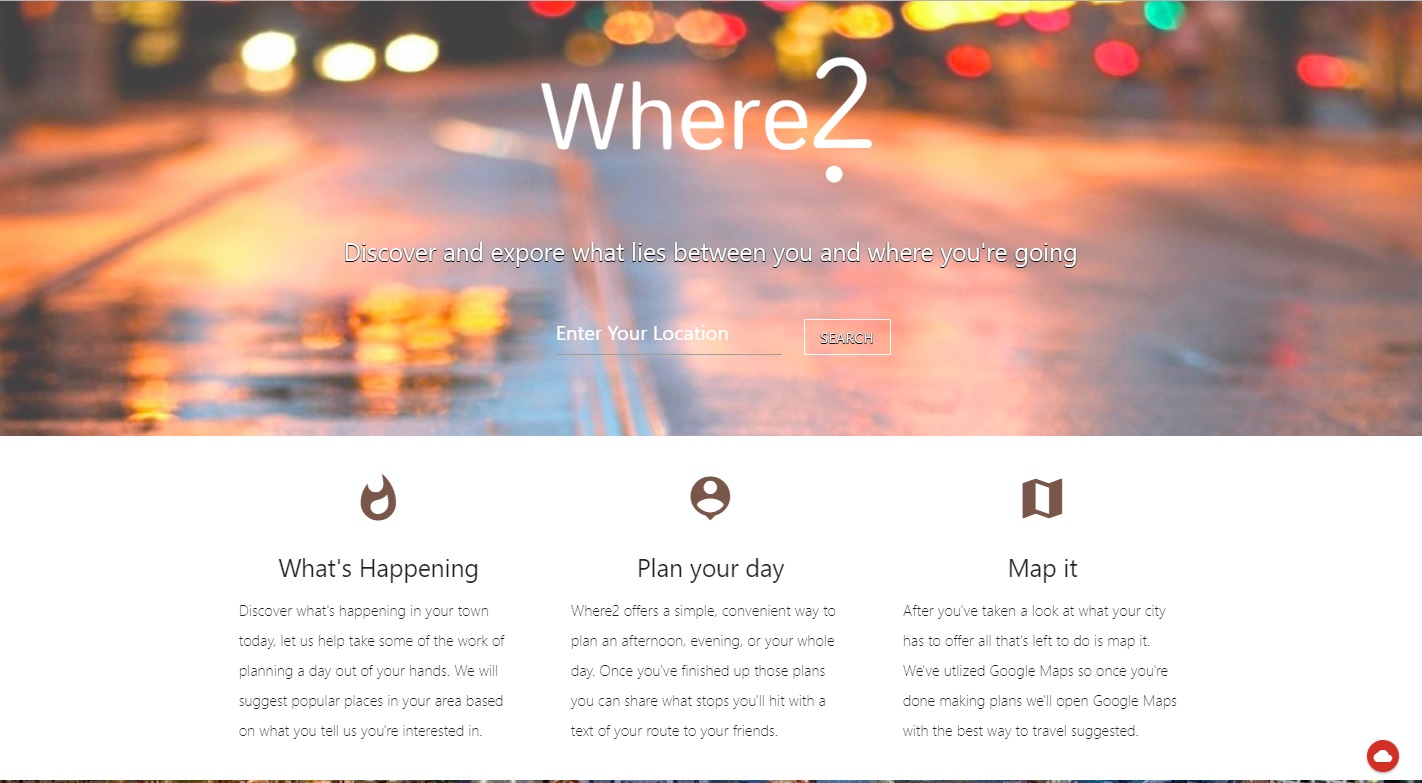 Where2
Discover and expore what lies between you and where you're going
Enter Your Location
SEARCH
What's Happening
Discover what's happening in your town
today, let us help take some of the work of
planning a day out of your hands. We will
suggest popular places in your area based
on what you tell us you're interested in.
Plan your day
Where2 offers a simple, convenient way to
plan an afternoon, evening, or your whole
day. Once you've finished up those plans
you can share what stops you'll hit with a
text of your route to your friends.
Map it
After you've taken a look at what your city
has to offer all that's left to do is map it.
We've utlized Google Maps so once you're
done making plans we'll open Google Maps
with the best way to travel suggested.